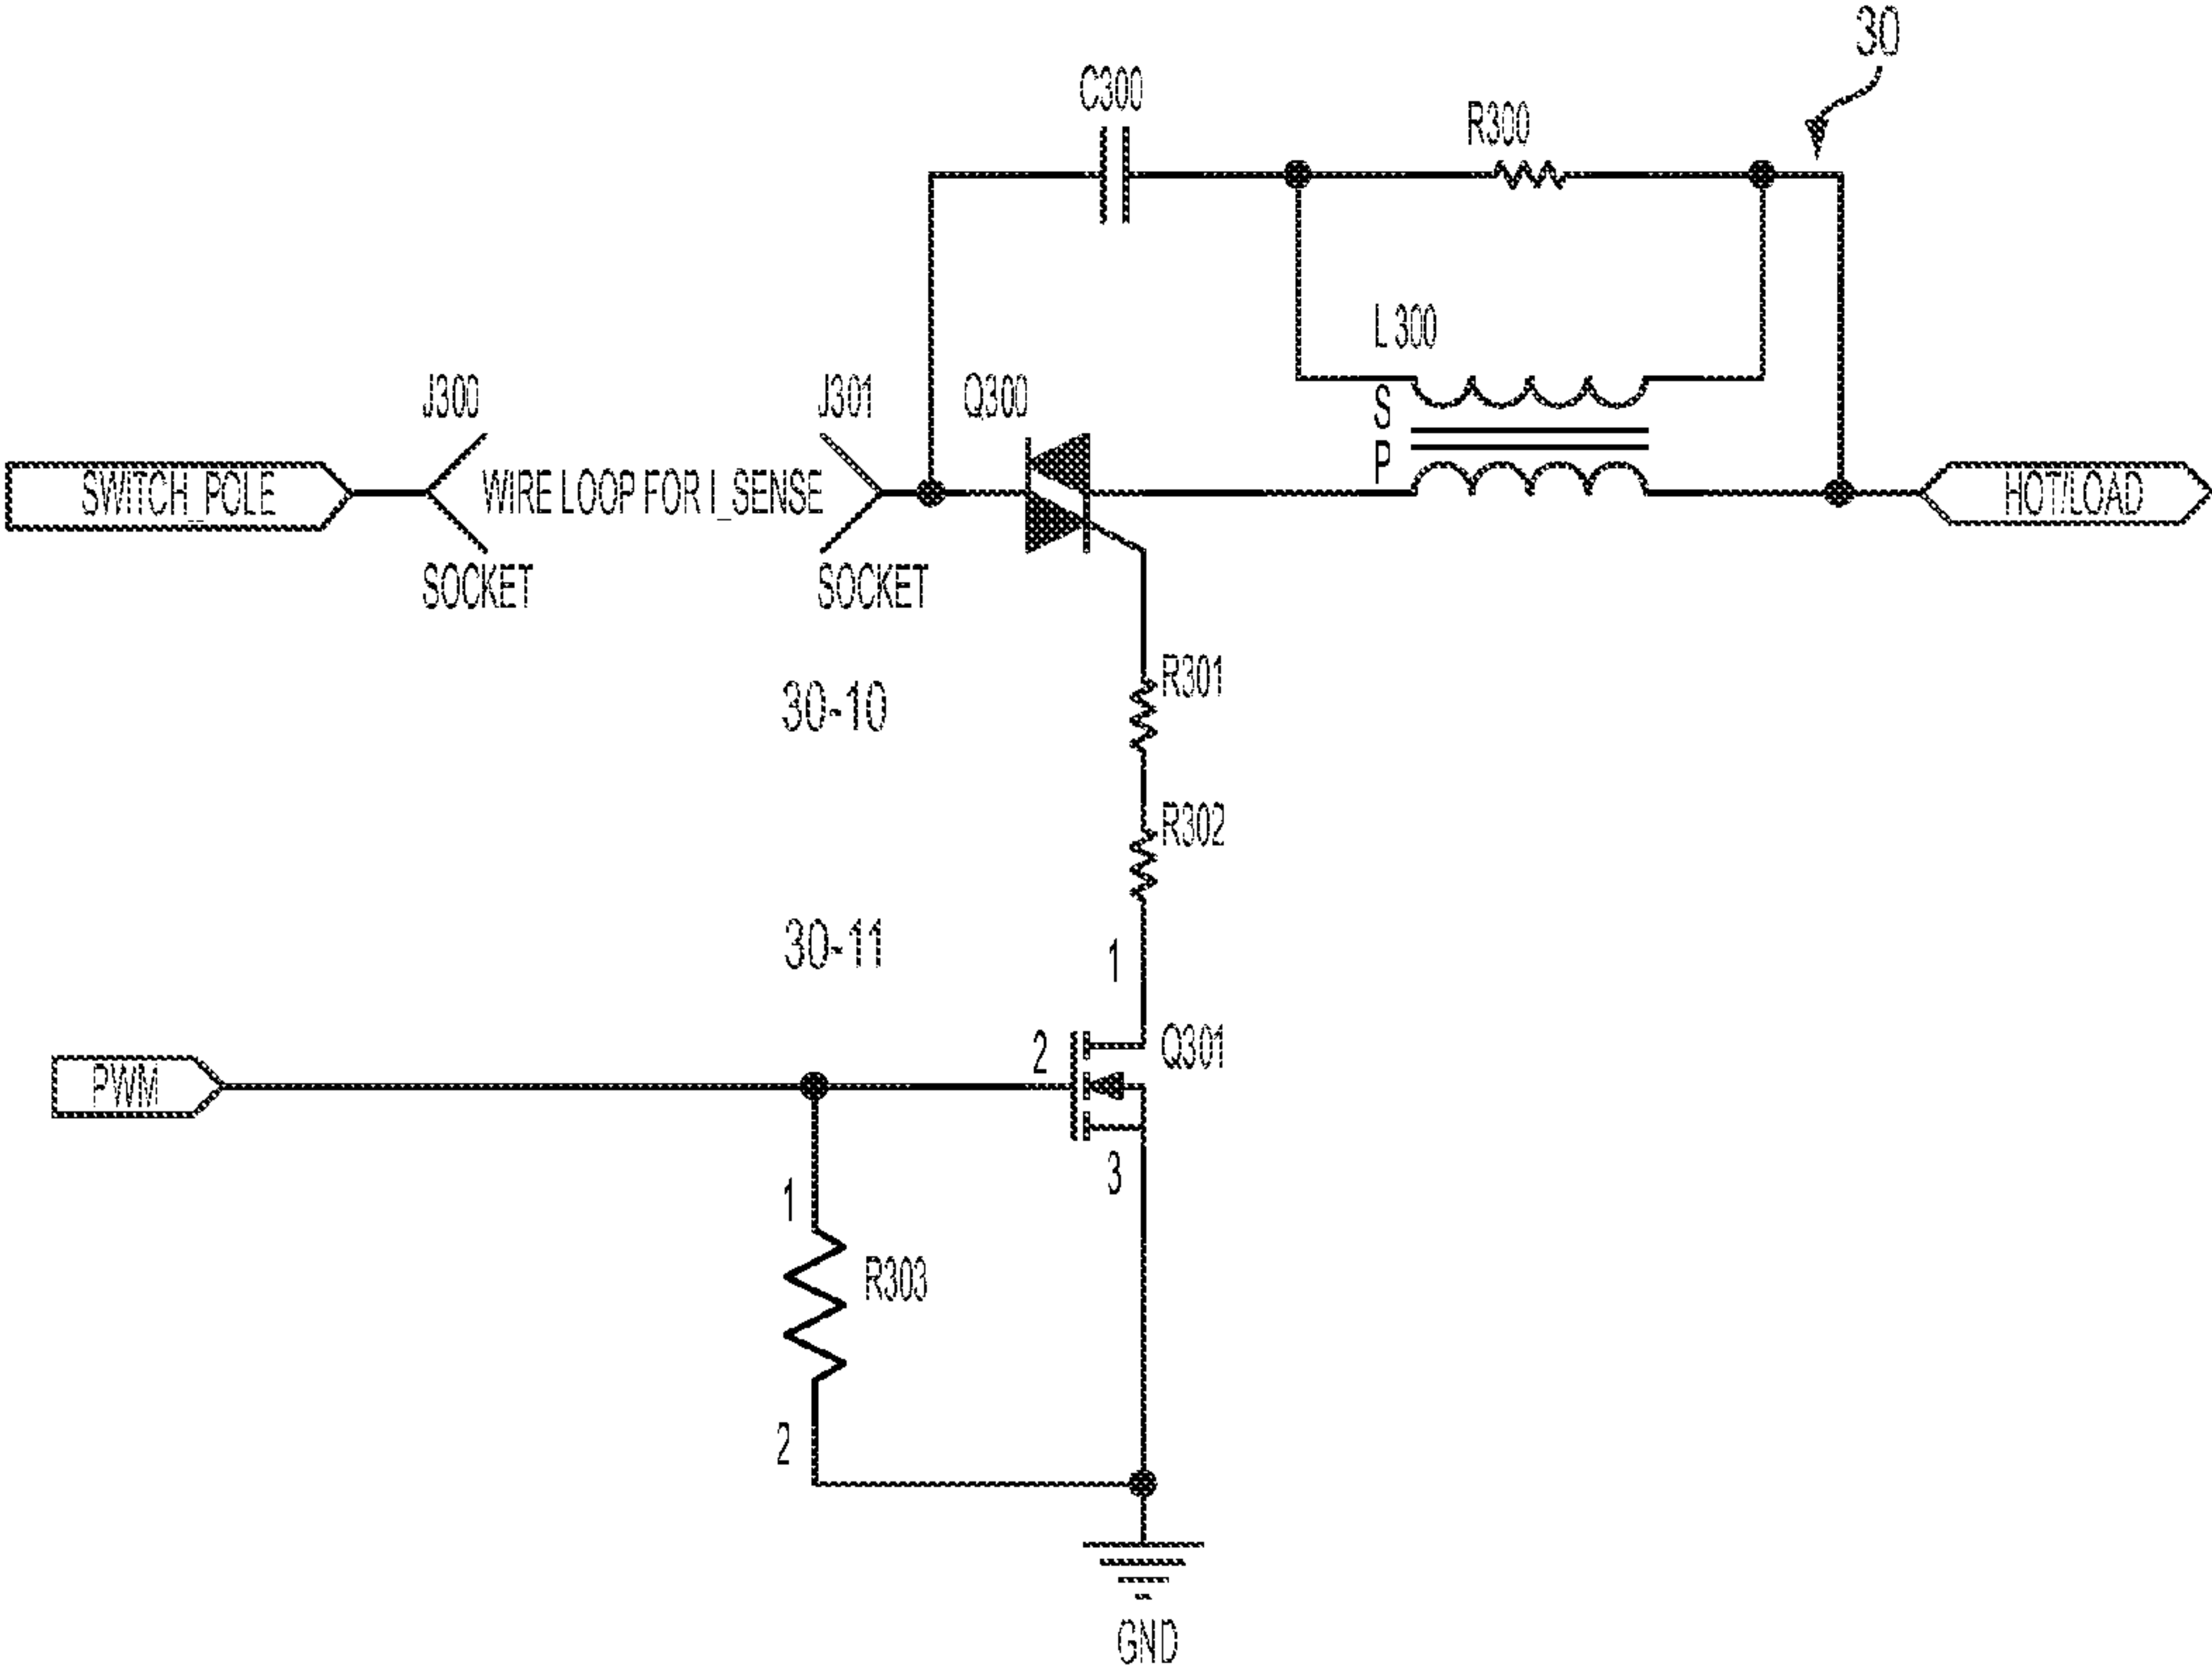 30
C300
R300
L300
S
P
J300
J301
Q300
SWITCH_POLE
WIRE LOOP FOR I_SENSE
HOT/LOAD
SOCKET
SOCKET
R301
30-10
R302
30-11
1
2
Q301
PWM
3
1
R303
2
GND